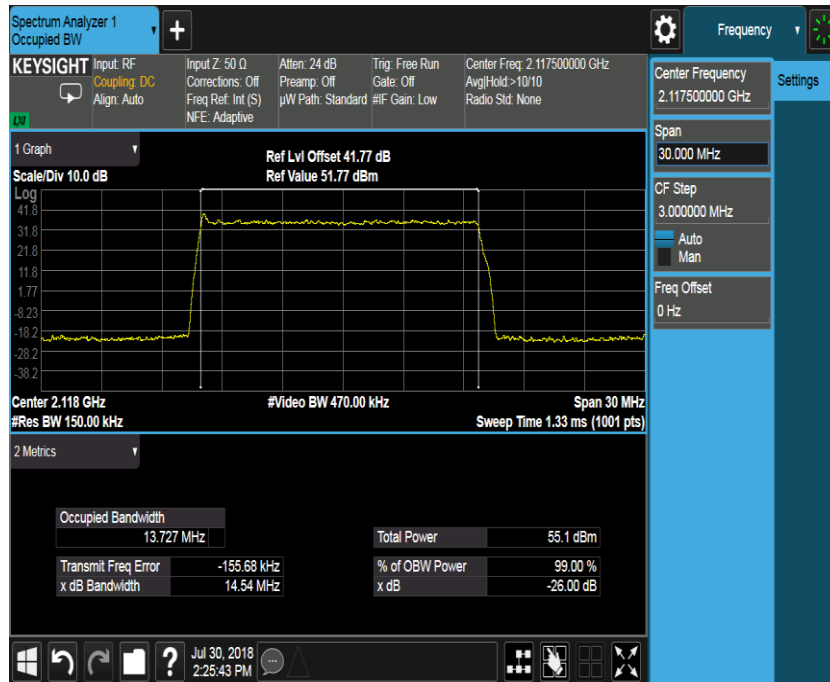 Spectrum Analyzer 1
Occupied BW
+
Frequency
KEYSIGHT
LXI
Input: RF
Coupling: DC
Align: Auto
Input Z: 50 Ω
Corrections: Off
Freq Ref: Int (S)
NFE: Adaptive
Atten: 24 dB
Preamp: Off
µW Path: Standard
Trig: Free Run
Gate: Off
#IF Gain: Low
Center Freq: 2.117500000 GHz
Avg|Hold:>10/10
Radio Std: None
Center Frequency
2.117500000 GHz
Settings
Span
30.000 MHz
CF Step
3.000000 MHz
Auto
Man
Freq Offset
0 Hz
1 Graph
Scale/Div 10.0 dB
Ref Lvl Offset 41.77 dB
Ref Value 51.77 dBm
Log
41.8
31.8
21.8
11.8
1.77
-8.23
-18.2
-28.2
-38.2
Center 2.118 GHz
#Video BW 470.00 kHz
Span 30 MHz
#Res BW 150.00 kHz
Sweep Time 1.33 ms (1001 pts)
2 Metrics
Occupied Bandwidth
13.727 MHz
Total Power 55.1 dBm
Transmit Freq Error -155.68 kHz
% of OBW Power 99.00 %
x dB Bandwidth 14.54 MHz
x dB -26.00 dB
?
Jul 30, 2018
2:25:43 PM